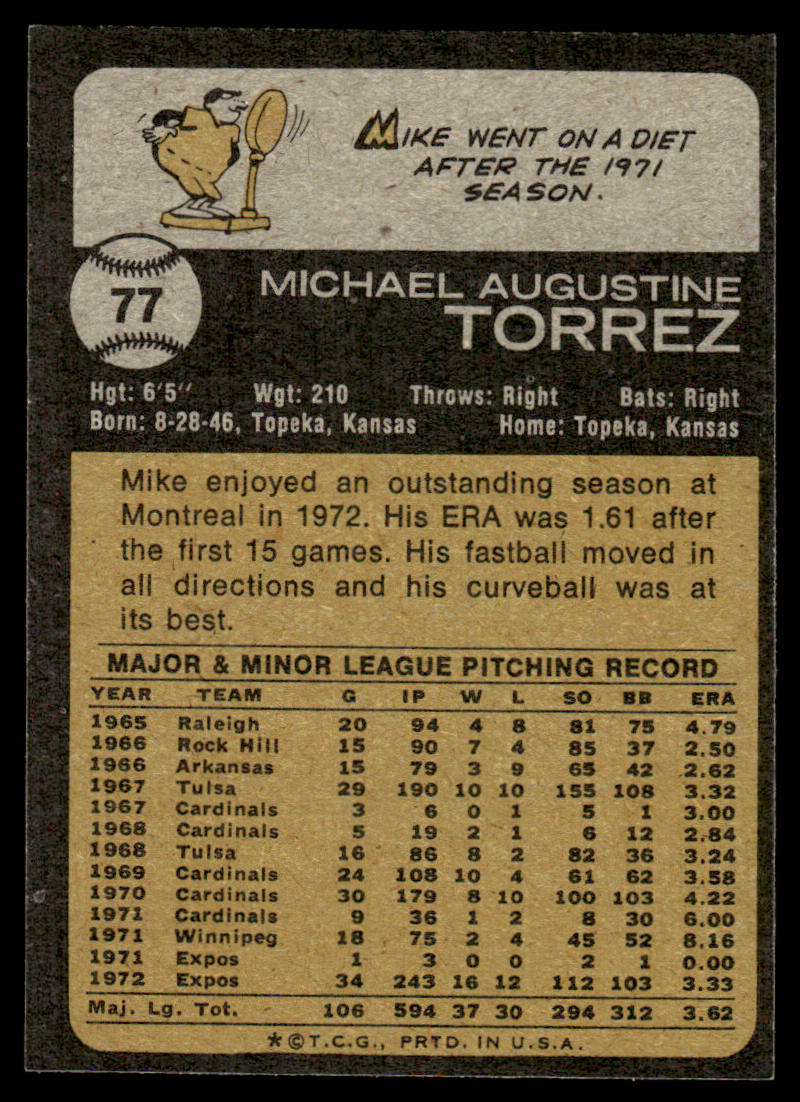 MIKE WENT ON A DIET
AFTER THE 1971
SEASON.
77
MICHAEL AUGUSTINE
TORREZ
Hgt: 6'5" Wgt: 210 Throws: Right Bats: Right
Born: 8-28-46, Topeka, Kansas Home: Topeka, Kansas
Mike enjoyed an outstanding season at
Montreal in 1972. His ERA was 1.61 after
the first 15 games. His fastball moved in
all directions and his curveball was at
its best.
MAJOR & MINOR LEAGUE PITCHING RECORD
YEAR TEAM G IP W L SO BB ERA
1965 Raleigh 20 94 4 8 81 75 4.79
1966 Rock Hill 15 90 7 4 85 37 2.50
1966 Arkansas 15 79 3 9 65 42 2.62
1967 Tulsa 29 190 10 10 155 108 3.32
1967 Cardinals 3 6 0 1 5 1 3.00
1968 Cardinals 5 19 2 1 6 12 2.84
1968 Tulsa 16 86 8 2 82 36 3.24
1969 Cardinals 24 108 10 4 61 62 3.58
1970 Cardinals 30 179 8 10 100 103 4.22
1971 Cardinals 9 36 1 2 8 30 6.00
1971 Winnipeg 18 75 2 4 45 52 8.16
1971 Expos 1 3 0 0 2 1 0.00
1972 Expos 34 243 16 12 112 103 3.33
Maj. Lg. Tot. 106 594 37 30 294 312 3.62
*©T.C.G., PRTD. IN U.S.A.